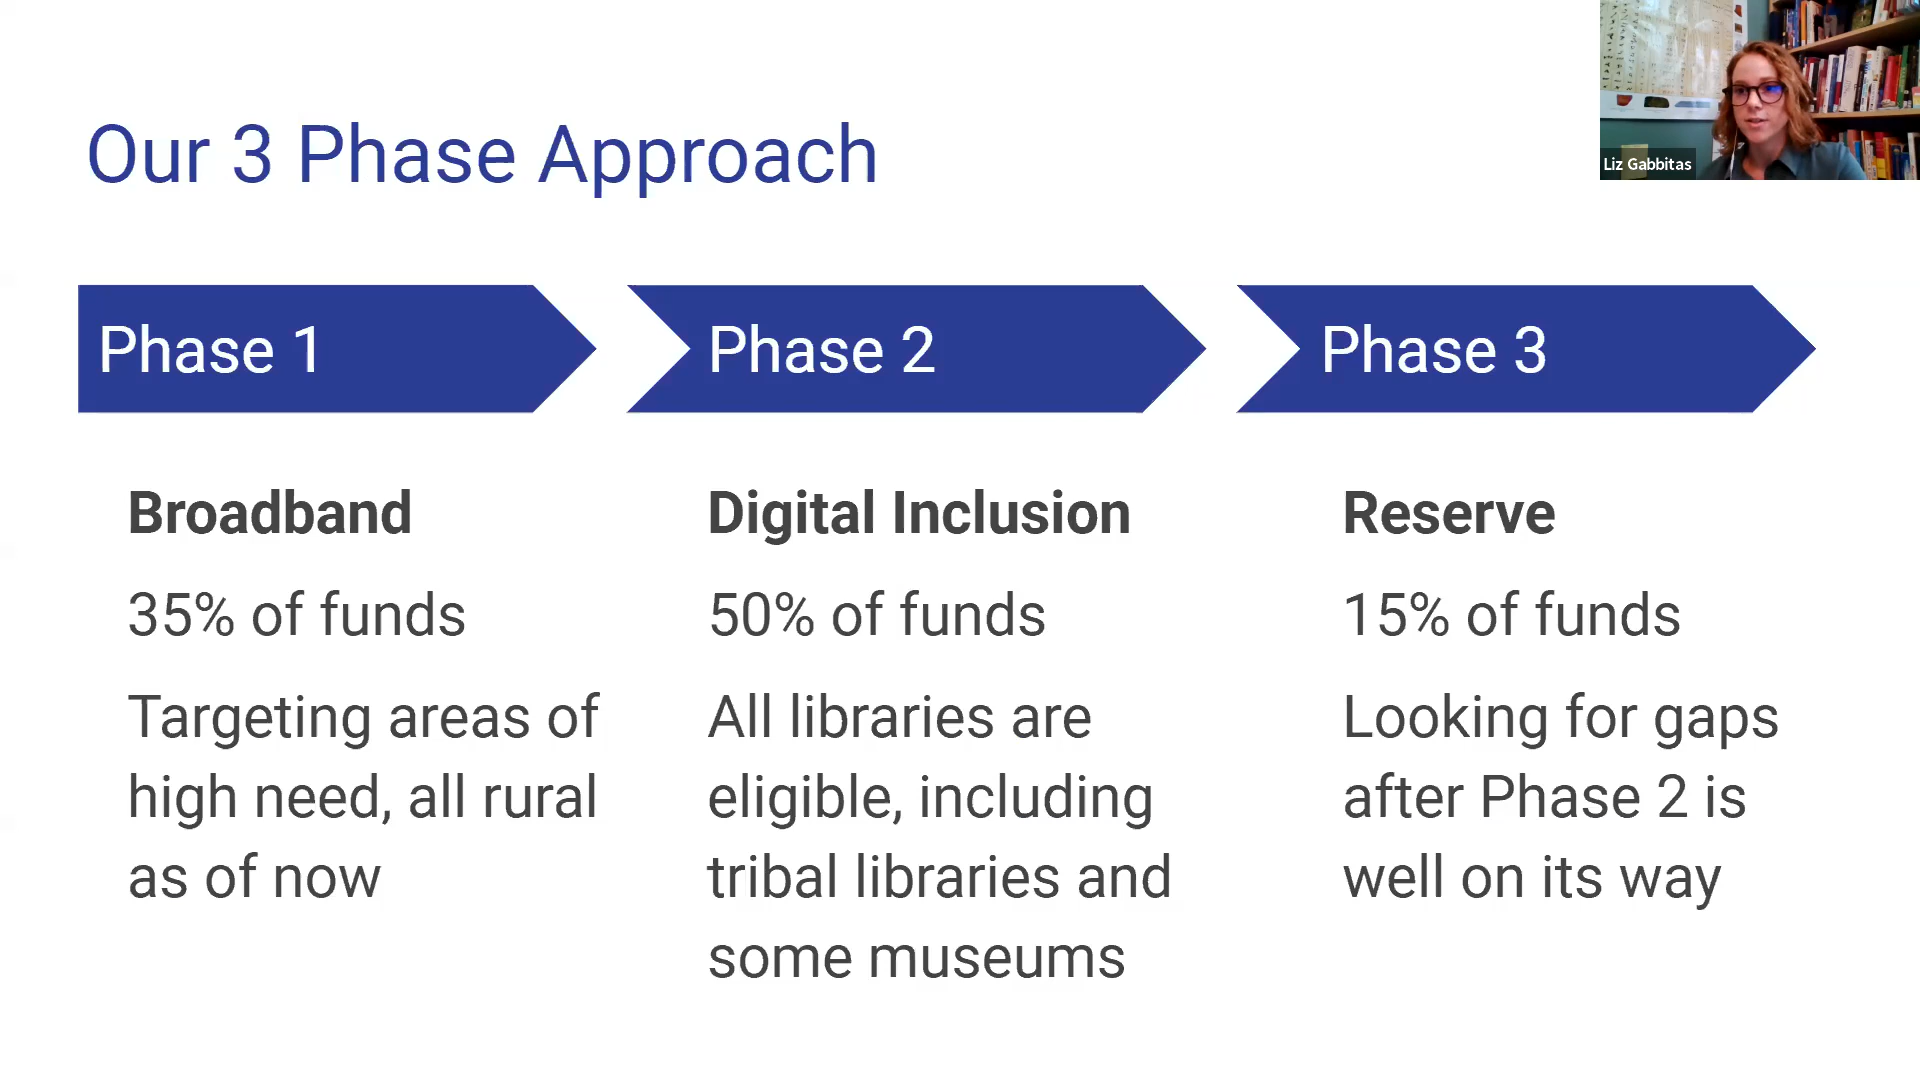 Our 3 Phase Approach
Liz Gabbitas
Phase 1
Phase 2
Phase 3
Broadband
35% of funds
Targeting areas of
high need, all rural
as of now
Digital Inclusion
50% of funds
All libraries are
eligible, including
tribal libraries and
some museums
Reserve
15% of funds
Looking for gaps
after Phase 2 is
well on its way